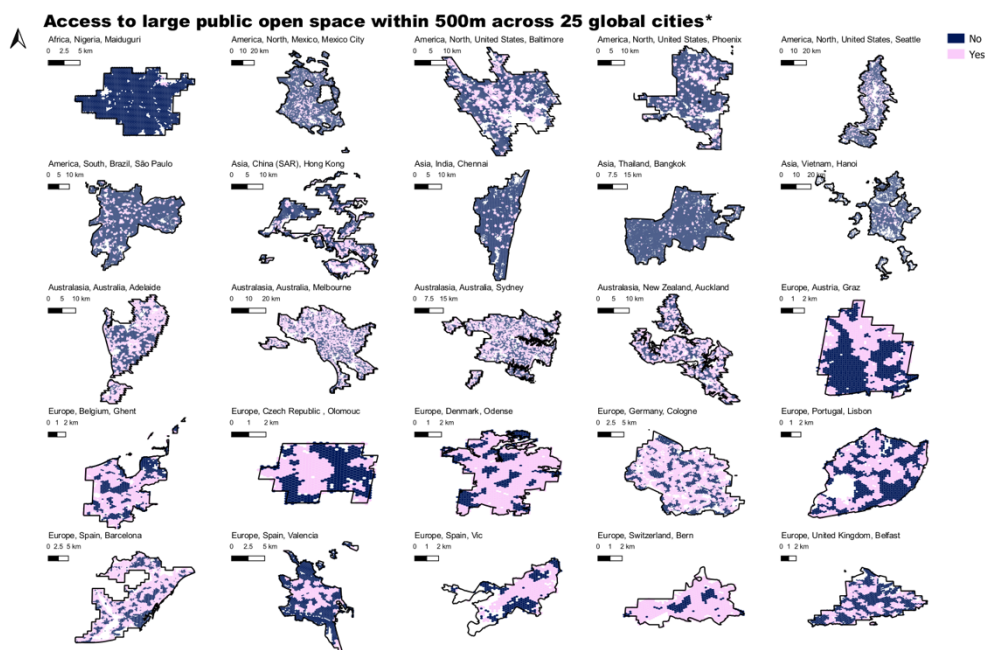 Access to large public open space within 500m across 25 global cities*
No
Yes
Africa, Nigeria, Maiduguri
0 2.5 5 km
America, North, Mexico, Mexico City
0 10 20 km
America, North, United States, Baltimore
0 5 10 km
America, North, United States, Phoenix
0 5 10 km
America, North, United States, Seattle
0 10 20 km
America, South, Brazil, São Paulo
0 5 10 km
Asia, China (SAR), Hong Kong
0 5 10 km
Asia, India, Chennai
0 5 10 km
Asia, Thailand, Bangkok
0 7.5 15 km
Asia, Vietnam, Hanoi
0 10 20 km
Australasia, Australia, Adelaide
0 5 10 km
Australasia, Australia, Melbourne
0 10 20 km
Australasia, Australia, Sydney
0 7.5 15 km
Australasia, New Zealand, Auckland
0 5 10 km
Europe, Austria, Graz
0 1 2 km
Europe, Belgium, Ghent
0 1 2 km
Europe, Czech Republic , Olomouc
0 1 2 km
Europe, Denmark, Odense
0 1 2 km
Europe, Germany, Cologne
0 2.5 5 km
Europe, Portugal, Lisbon
0 1 2 km
Europe, Spain, Barcelona
0 2.5 5 km
Europe, Spain, Valencia
0 2.5 5 km
Europe, Spain, Vic
0 1 2 km
Europe, Switzerland, Bern
0 1 2 km
Europe, United Kingdom, Belfast
0 1 2 km